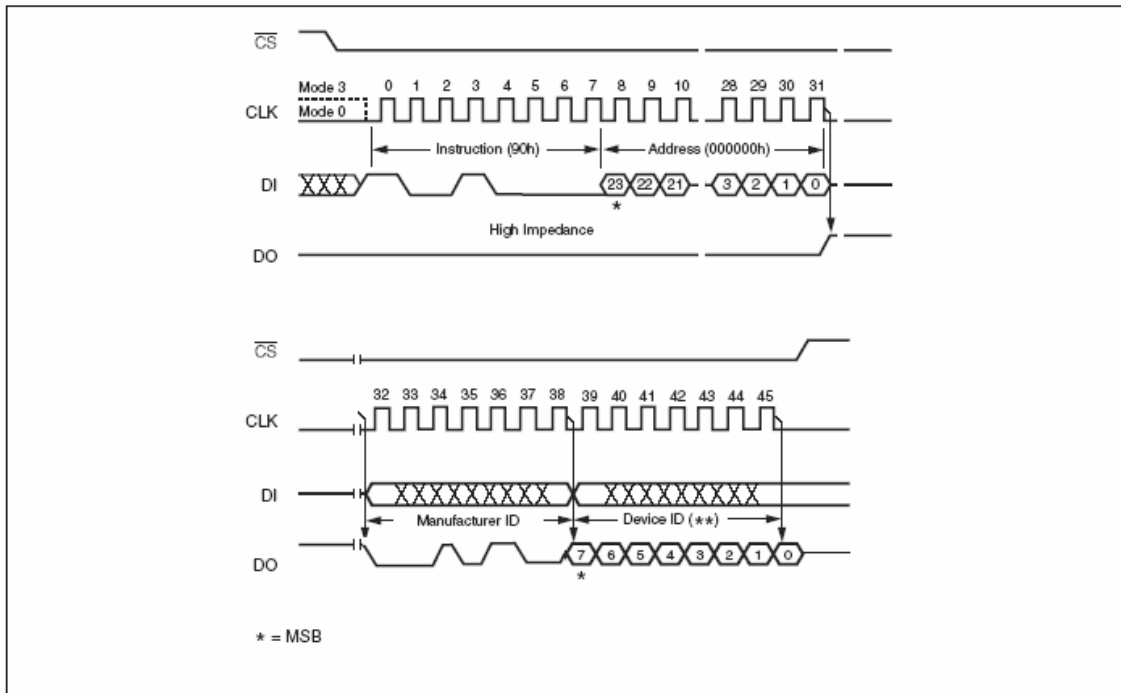 CS
Mode 3 0 1 2 3 4 5 6 7 8 9 10 28 29 30 31
CLK Mode 0
Instruction (90h) Address (000000h)
DI 23 22 21 3 2 1 0
*
High Impedance
DO
CS
32 33 34 35 36 37 38 39 40 41 42 43 44 45
CLK
DI
Manufacturer ID Device ID (**)
DO 7 6 5 4 3 2 1 0
*
* = MSB